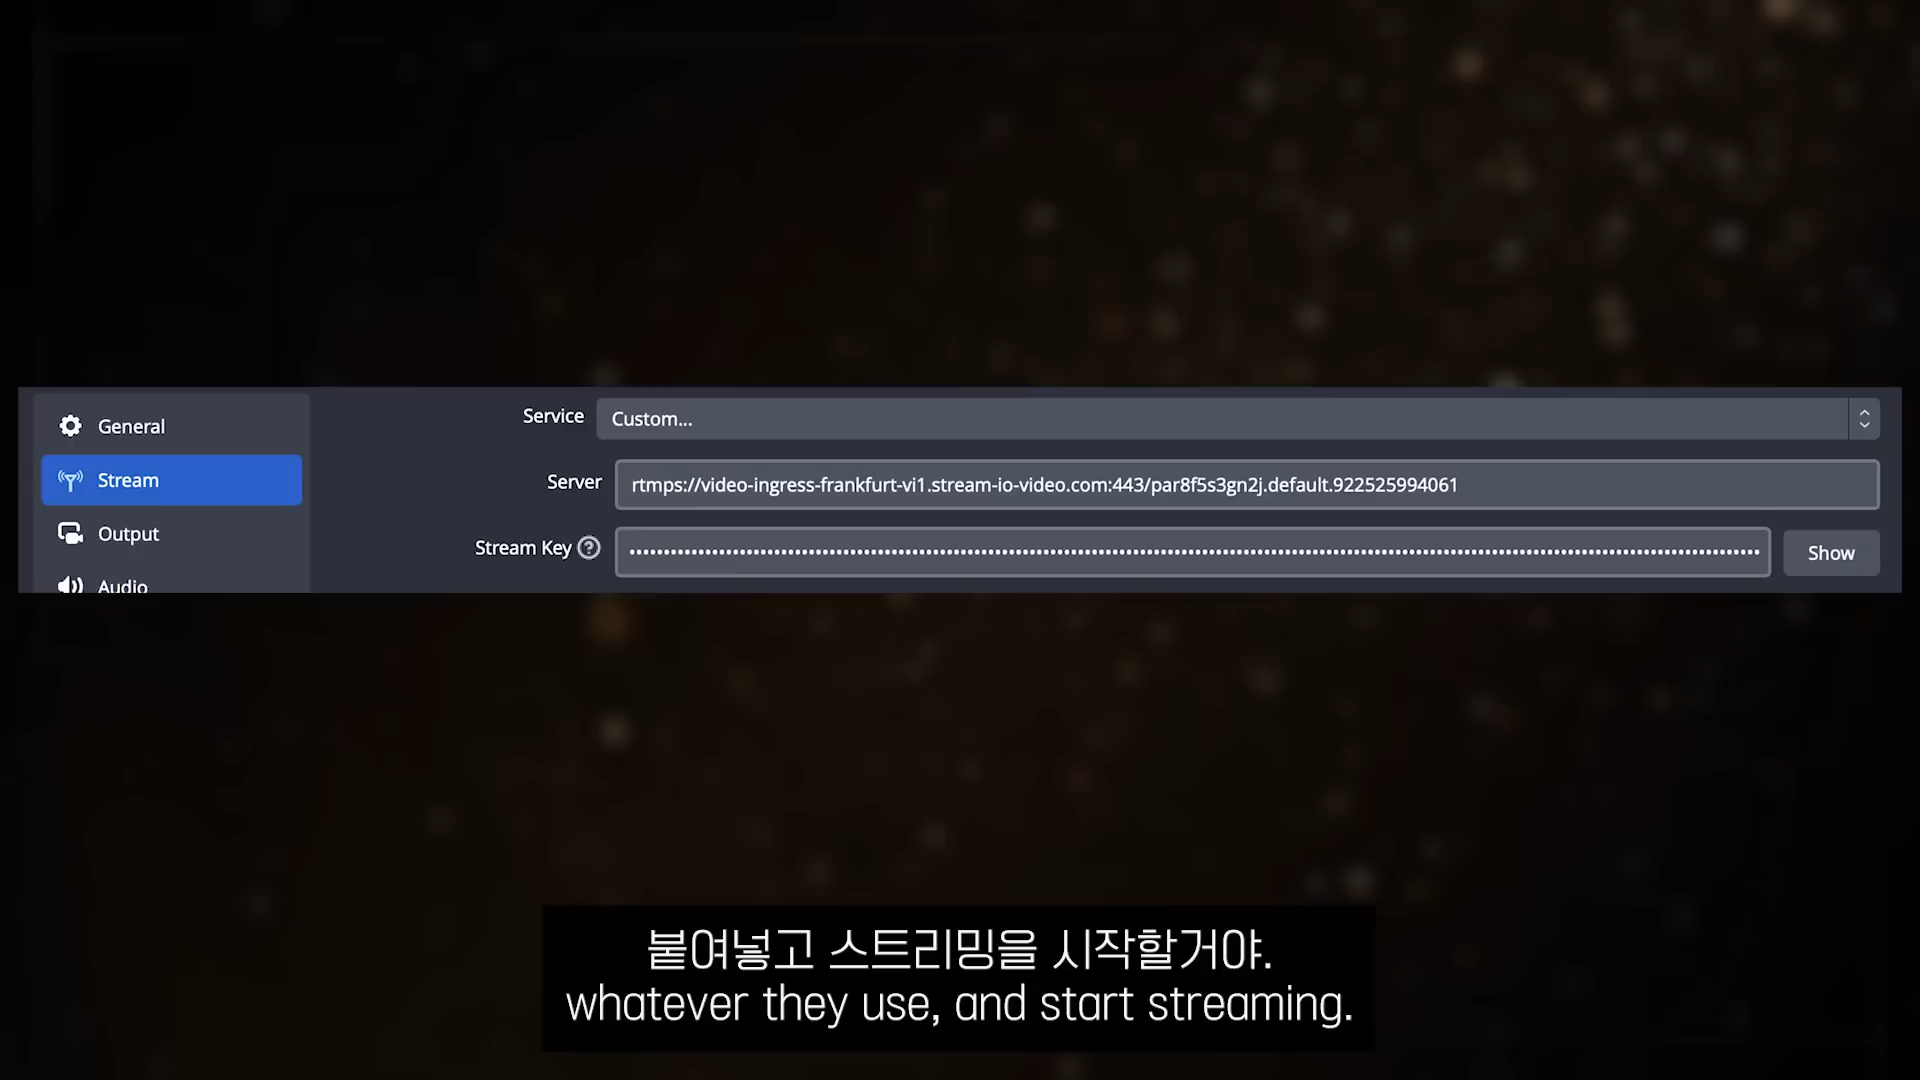 General
Stream
Output
Audio
Service
Custom...
Server
rtmps://video-ingress-frankfurt-vi1.stream-io-video.com:443/par8f5s3gn2j.default.922525994061
Stream Key
Show
붙여넣고 스트리밍을 시작할거야.
whatever they use, and start streaming.